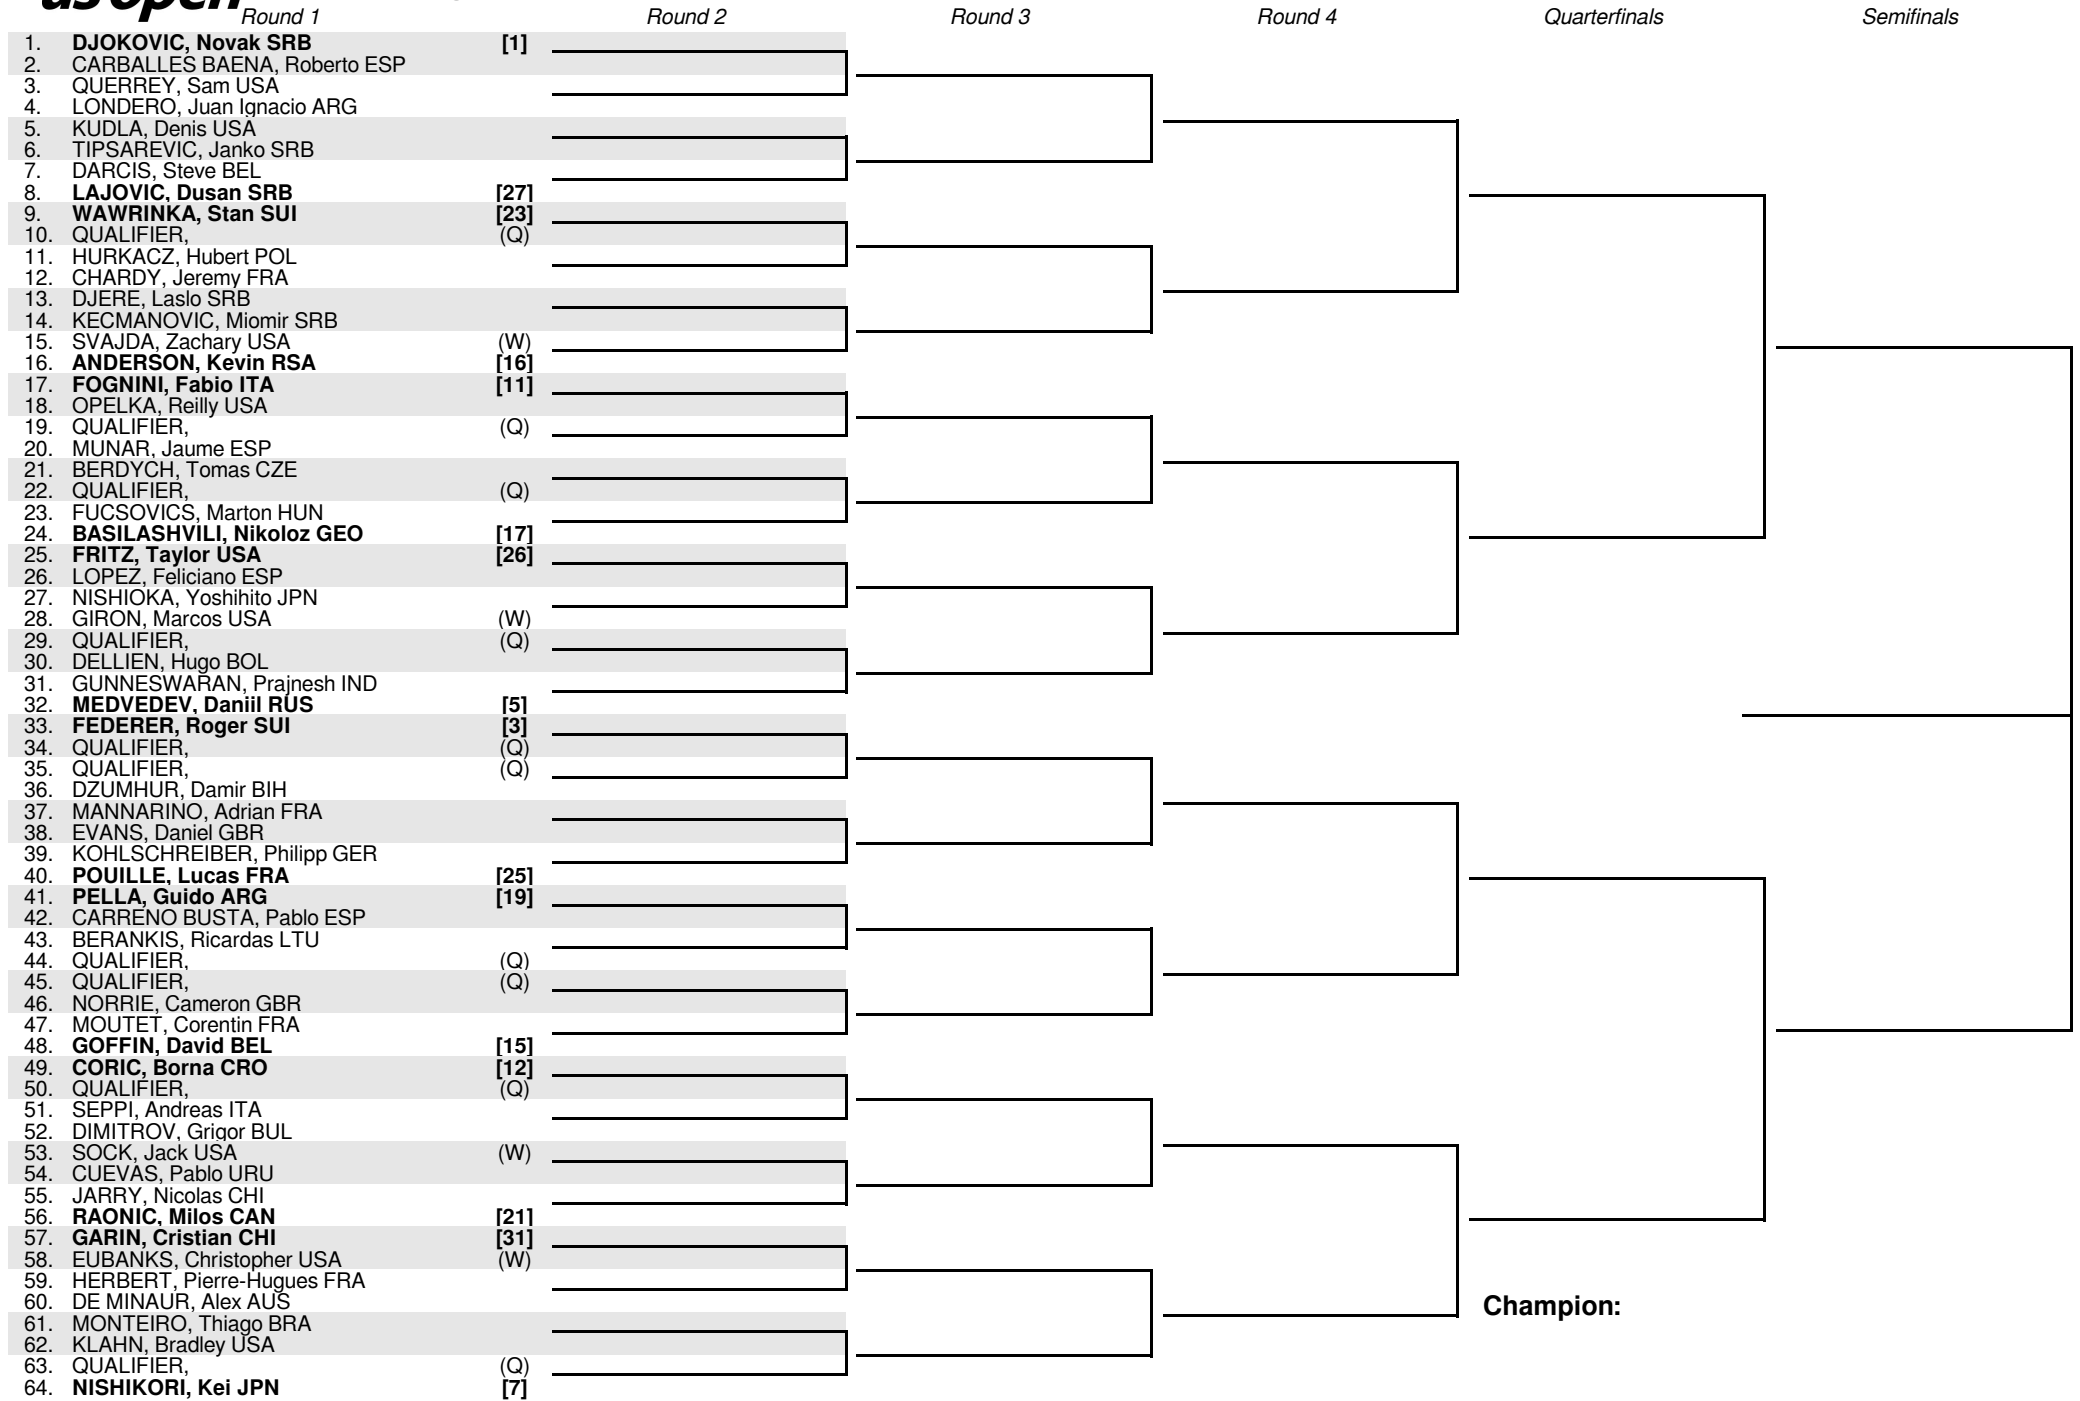 us open
Round 1 Round 2 Round 3 Round 4 Quarterfinals Semifinals
1. DJOKOVIC, Novak SRB [1]
2. CARBALLES BAENA, Roberto ESP
3. QUERREY, Sam USA
4. LONDERO, Juan Ignacio ARG
5. KUDLA, Denis USA
6. TIPSAREVIC, Janko SRB
7. DARCIS, Steve BEL
8. LAJOVIC, Dusan SRB [27]
9. WAWRINKA, Stan SUI [23]
10. QUALIFIER, (Q)
11. HURKACZ, Hubert POL
12. CHARDY, Jeremy FRA
13. DJERE, Laslo SRB
14. KECMANOVIC, Miomir SRB
15. SVAJDA, Zachary USA (W)
16. ANDERSON, Kevin RSA [16]
17. FOGNINI, Fabio ITA [11]
18. OPELKA, Reilly USA
19. QUALIFIER, (Q)
20. MUNAR, Jaume ESP
21. BERDYCH, Tomas CZE
22. QUALIFIER, (Q)
23. FUCSOVICS, Marton HUN
24. BASILASHVILI, Nikoloz GEO [17]
25. FRITZ, Taylor USA [26]
26. LOPEZ, Feliciano ESP
27. NISHIOKA, Yoshihito JPN
28. GIRON, Marcos USA (W)
29. QUALIFIER, (Q)
30. DELLIEN, Hugo BOL
31. GUNNESWARAN, Prajnesh IND
32. MEDVEDEV, Daniil RUS [5]
33. FEDERER, Roger SUI [3]
34. QUALIFIER, (Q)
35. QUALIFIER, (Q)
36. DZUMHUR, Damir BIH
37. MANNARINO, Adrian FRA
38. EVANS, Daniel GBR
39. KOHLSCHREIBER, Philipp GER
40. POUILLE, Lucas FRA [25]
41. PELLA, Guido ARG [19]
42. CARRENO BUSTA, Pablo ESP
43. BERANKIS, Ricardas LTU
44. QUALIFIER, (Q)
45. QUALIFIER, (Q)
46. NORRIE, Cameron GBR
47. MOUTET, Corentin FRA
48. GOFFIN, David BEL [15]
49. CORIC, Borna CRO [12]
50. QUALIFIER, (Q)
51. SEPPI, Andreas ITA
52. DIMITROV, Grigor BUL
53. SOCK, Jack USA (W)
54. CUEVAS, Pablo URU
55. JARRY, Nicolas CHI
56. RAONIC, Milos CAN [21]
57. GARIN, Cristian CHI [31]
58. EUBANKS, Christopher USA (W)
59. HERBERT, Pierre-Hugues FRA
60. DE MINAUR, Alex AUS
Champion:
61. MONTEIRO, Thiago BRA
62. KLAHN, Bradley USA
63. QUALIFIER, (Q)
64. NISHIKORI, Kei JPN [7]